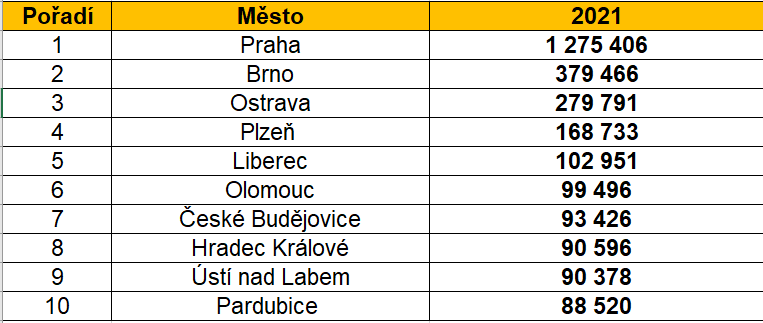 Pořadí Město 2021
1 Praha 1 275 406
2 Brno 379 466
3 Ostrava 279 791
4 Plzeň 168 733
5 Liberec 102 951
6 Olomouc 99 496
7 České Budějovice 93 426
8 Hradec Králové 90 596
9 Ústí nad Labem 90 378
10 Pardubice 88 520